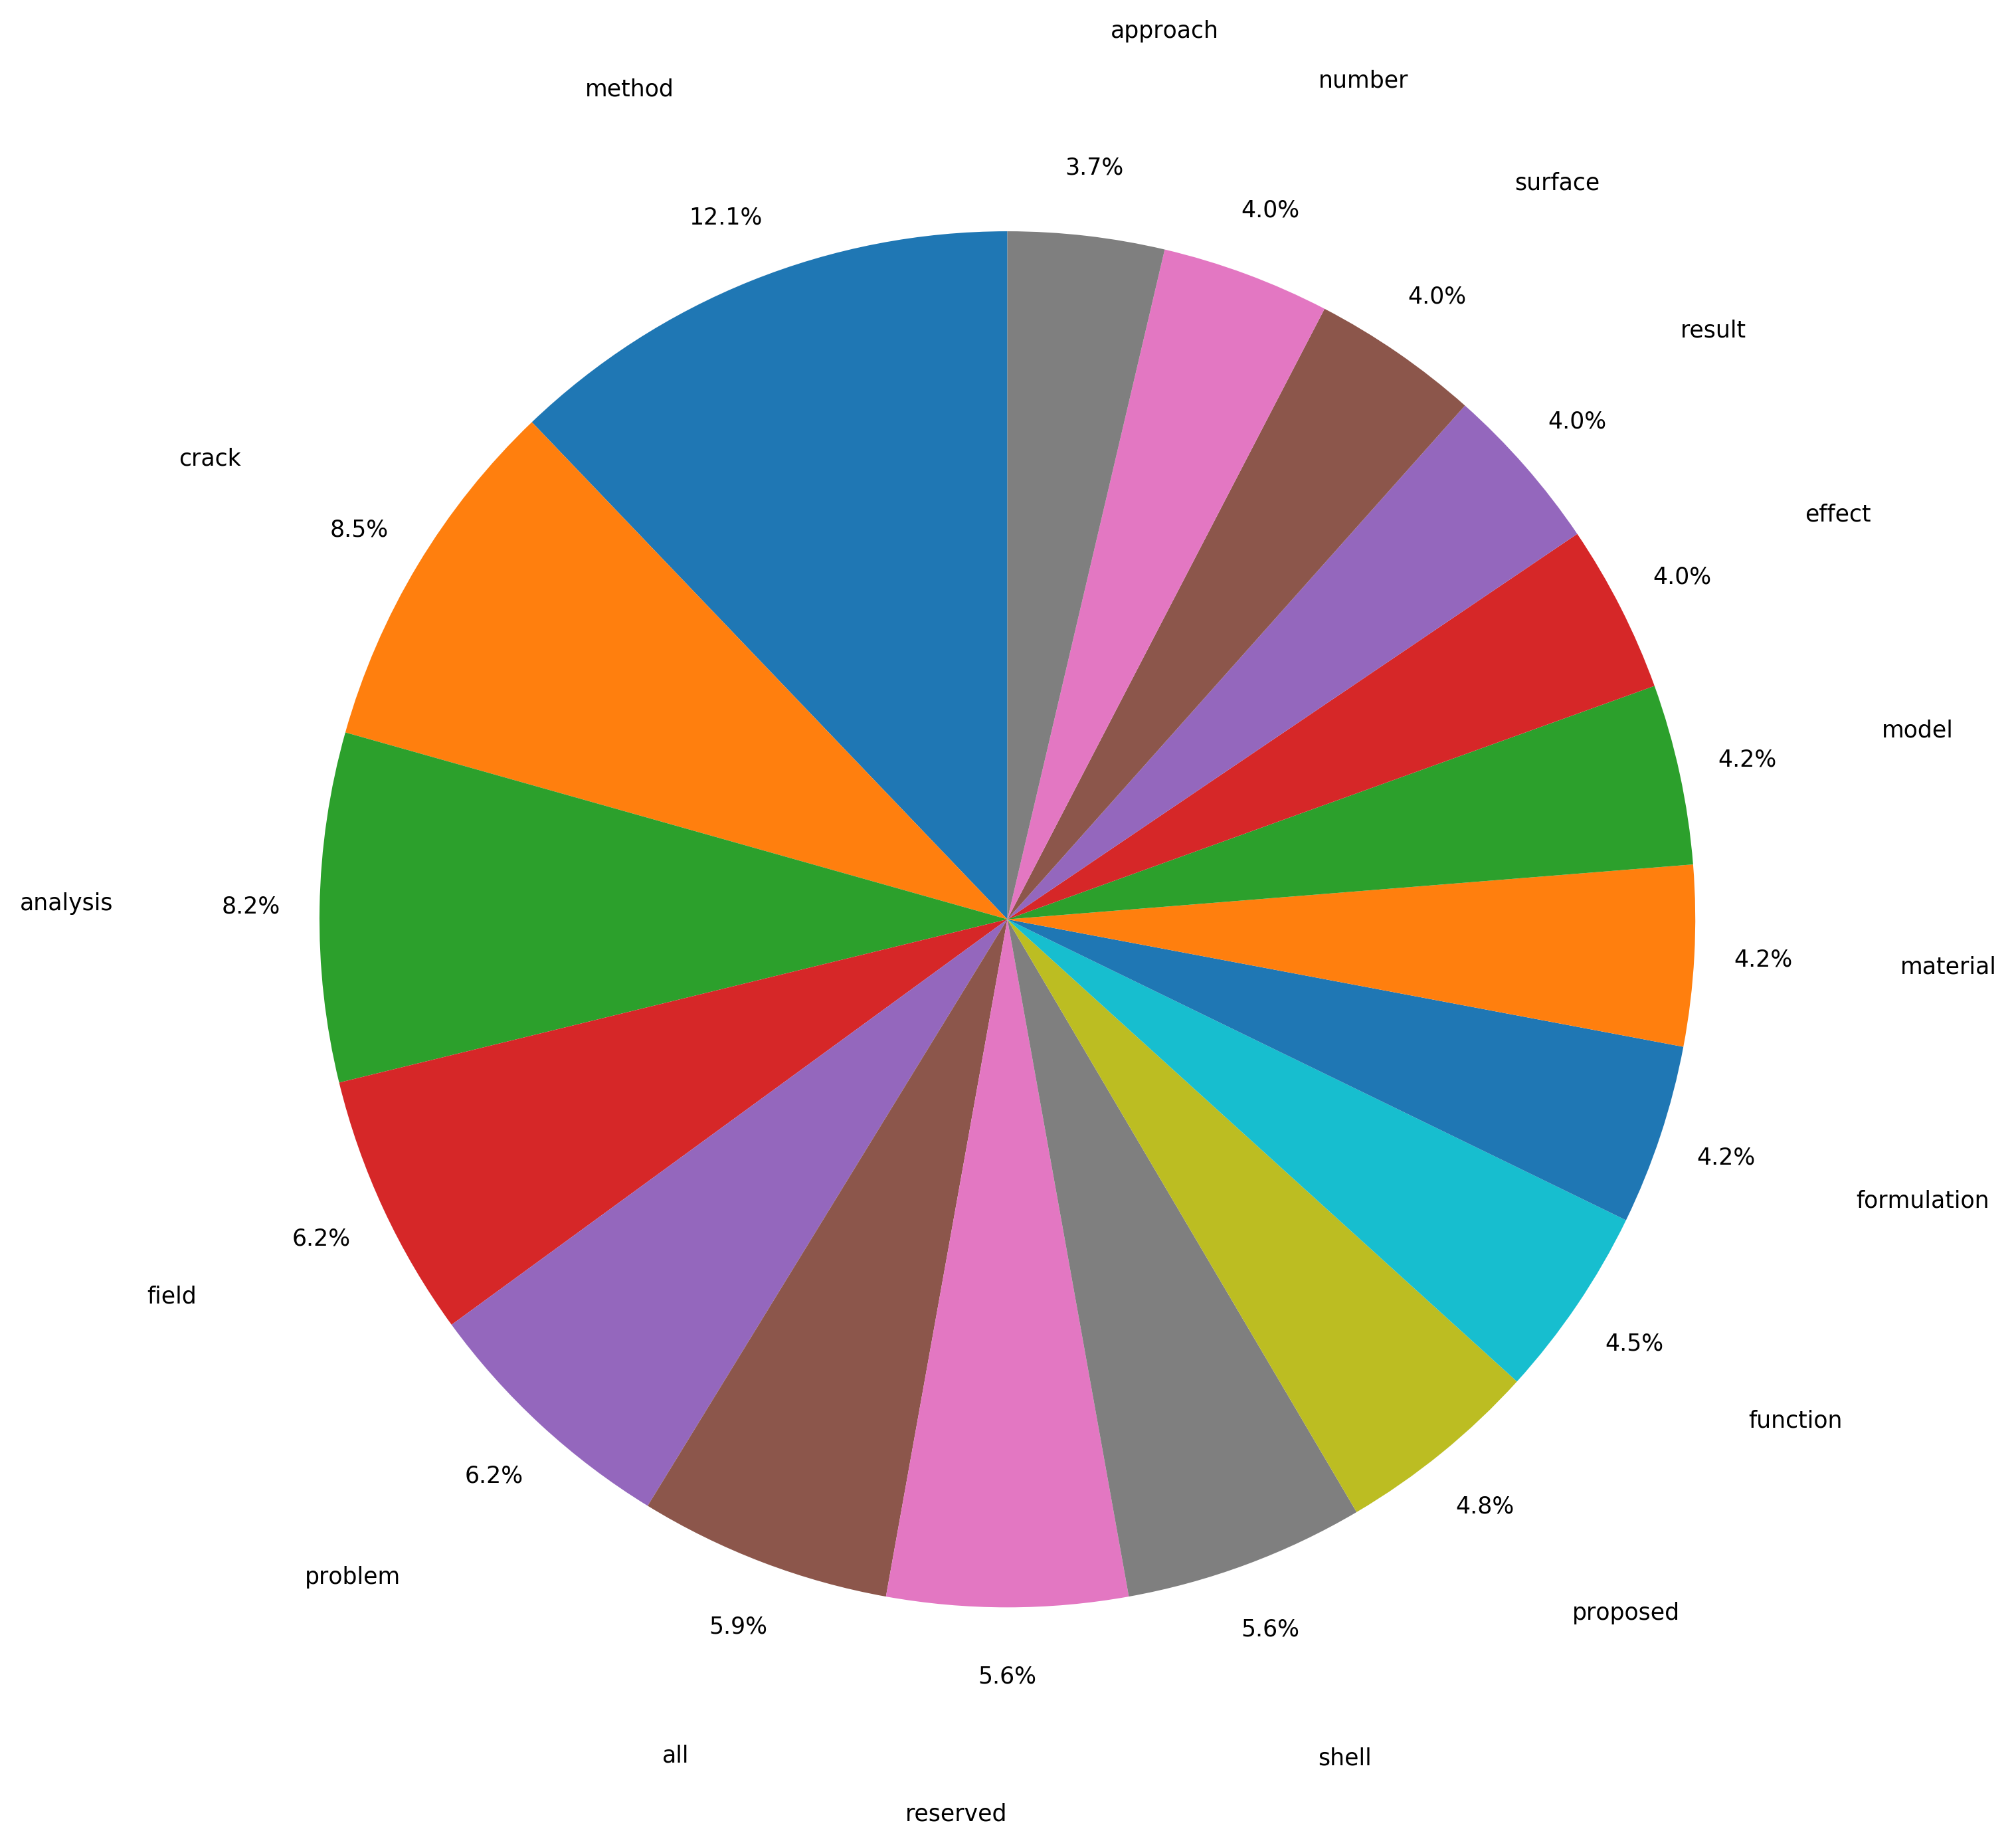 approach
number
method
3.7%
surface
4.0%
12.1%
4.0%
result
4.0%
crack
effect
8.5%
4.0%
model
4.2%
analysis
8.2%
4.2%
material
4.2%
formulation
6.2%
field
4.5%
function
6.2%
4.8%
problem
proposed
5.9%
5.6%
5.6%
all
shell
reserved